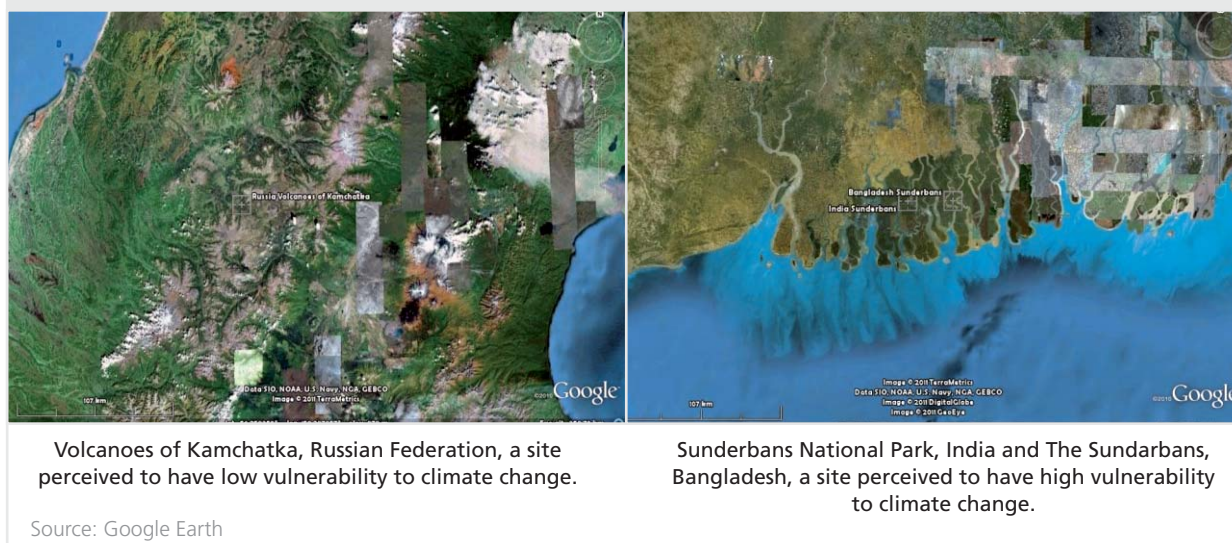 Russia Volcanoes of Kamchatka
Data SIO, NOAA, U.S. Navy, NGA, GEBCO
Image © 2011 TerraMetrics
107 km
©2010 Google
Bangladesh Sunderbans
India Sunderbans
Image © 2011 TerraMetrics
Data SIO, NOAA, U.S. Navy, NGA, GEBCO
Image © 2011 DigitalGlobe
Image © 2011 GeoEye
107 km
©2010 Google
Volcanoes of Kamchatka, Russian Federation, a site
perceived to have low vulnerability to climate change.
Sunderbans National Park, India and The Sundarbans,
Bangladesh, a site perceived to have high vulnerability
to climate change.
Source: Google Earth